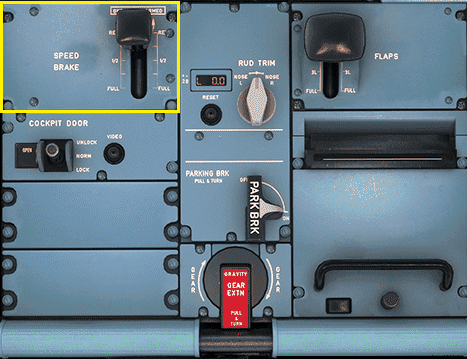 SPEED
BRAKE
RE
1/2
1/2
FULL
FULL
RUD TRIM
L 0.0
RESET
NOSE
L
NOSE
R
FLAPS
FULL
FULL
COCKPIT DOOR
OPEN
UNLOCK
NORM
LOCK
VIDEO
PARKING BRK
PULL & TURN
OFF
PARK BRK
ON
GEAR
GEAR
GRAVITY
GEAR
EXTN
PULL
&
TURN